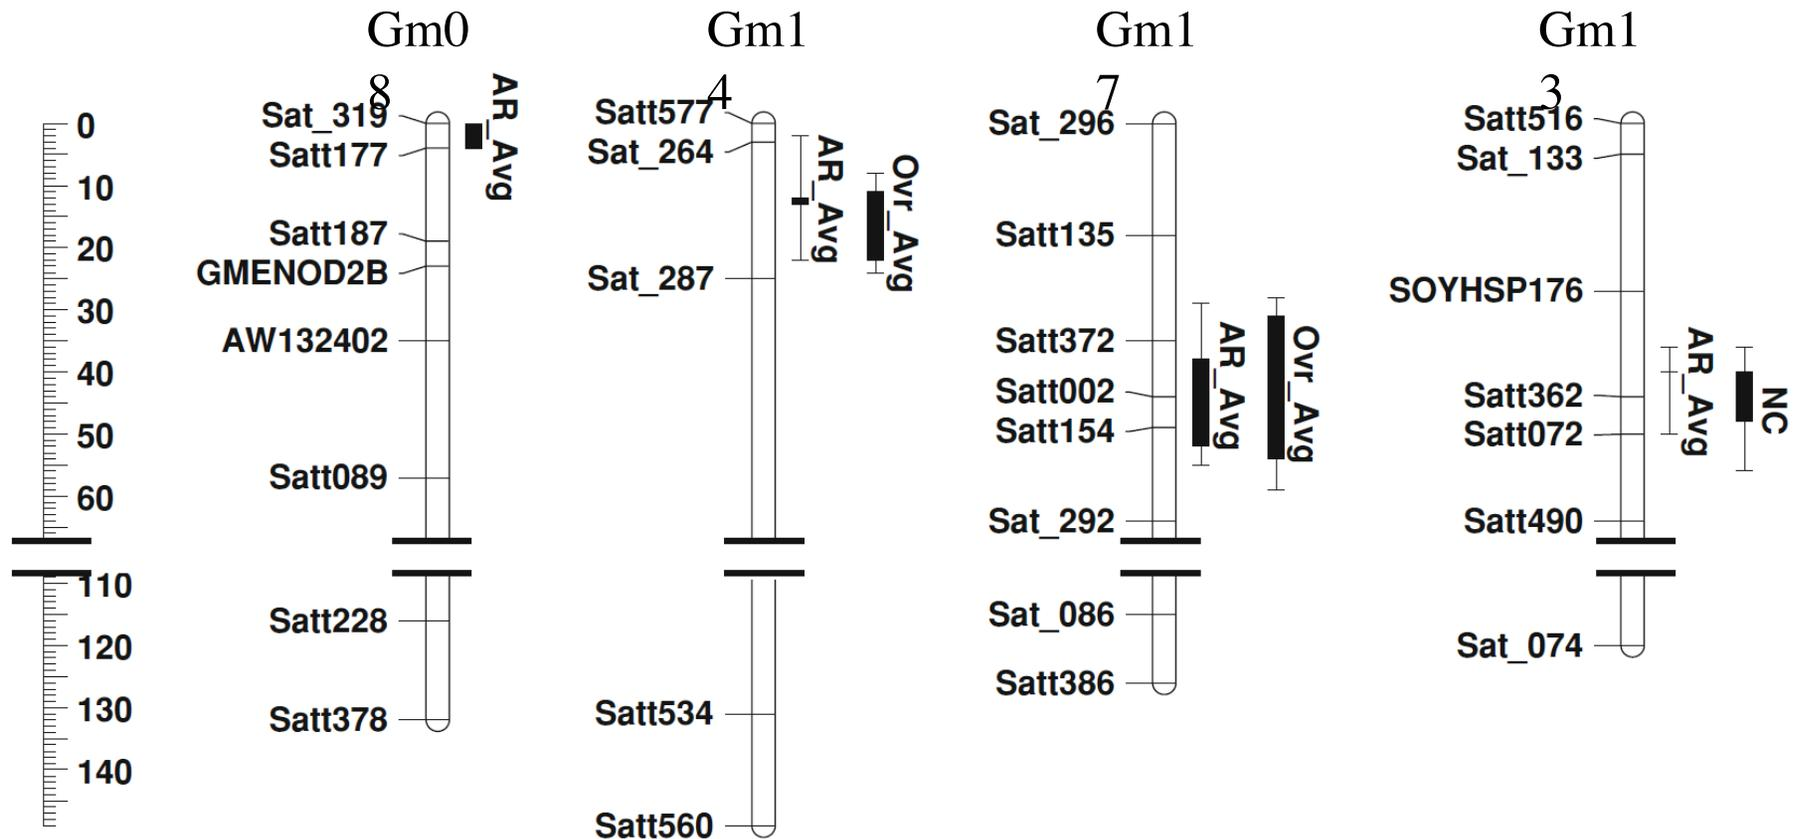 Gm0
8
Gm1
4
Gm1
7
Gm1
3
0
10
20
30
40
50
60
110
120
130
140
Sat_319
Satt177
Satt187
GMENOD2B
AW132402
Satt089
Satt228
Satt378
AR_Avg
Satt577
Sat_264
Sat_287
Satt534
Satt560
AR_Avg
Ovr_Avg
Sat_296
Satt135
Satt372
Satt002
Satt154
Sat_292
Sat_086
Satt386
AR_Avg
Ovr_Avg
Satt516
Sat_133
SOYHSP176
Satt362
Satt072
Satt490
Sat_074
AR_Avg
NC